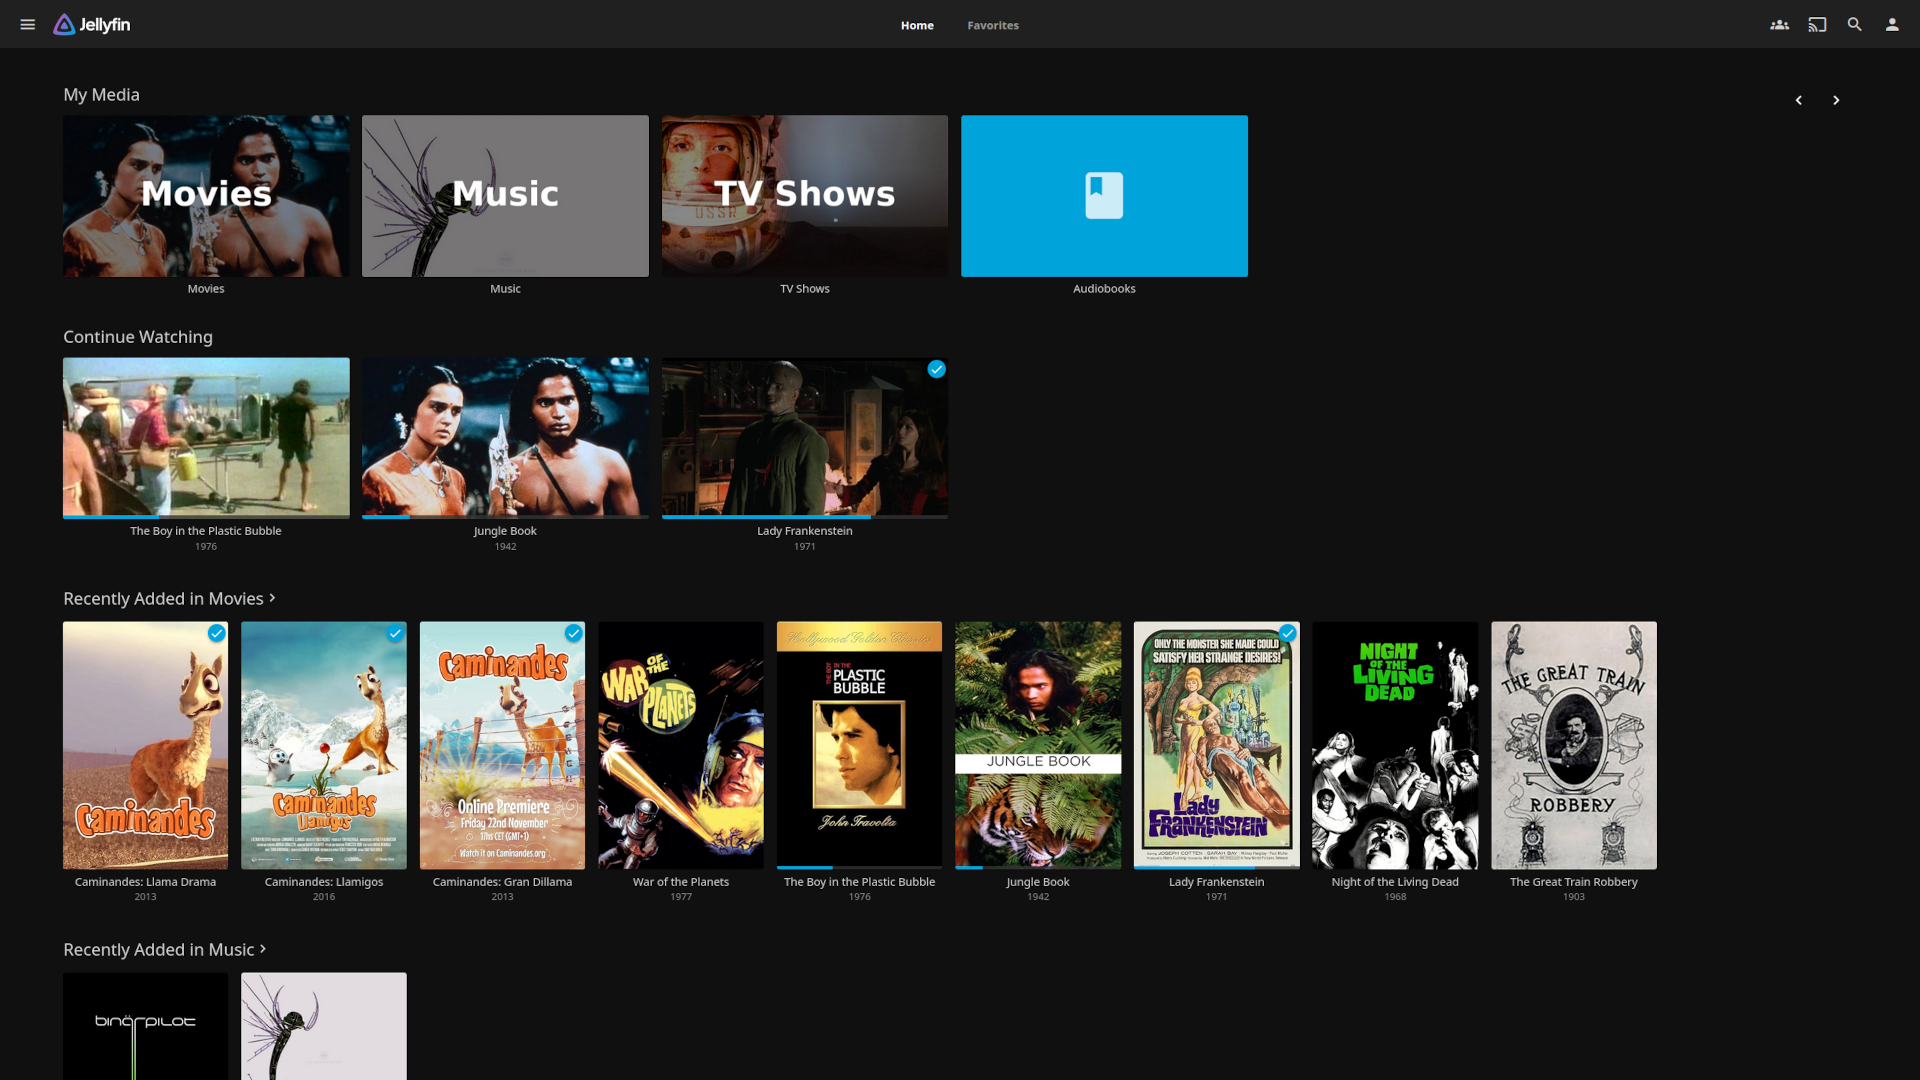 Jellyfin
Home
Favorites
My Media
Movies
Music
TV Shows
USSR
Movies
Music
TV Shows
Audiobooks
Continue Watching
The Boy in the Plastic Bubble
1976
Jungle Book
1942
Lady Frankenstein
1971
Recently Added in Movies
Caminandes
Caminandes
Llamigos
Caminandes
Online Premiere
Friday 22nd November
17hs CET (GMT+1)
Watch it on Caminandes.org
WAR OF THE PLANETS
Hollywood Golden Classics
THE BOY IN THE
PLASTIC
BUBBLE
John Travolta
JUNGLE BOOK
ONLY THE MONSTER SHE MADE COULD
SATISFY HER STRANGE DESIRES!
Lady
FRANKENSTEIN
NIGHT
OF THE
LIVING
DEAD
THE GREAT TRAIN
ROBBERY
Caminandes: Llama Drama
2013
Caminandes: Llamigos
2016
Caminandes: Gran Dillama
2013
War of the Planets
1977
The Boy in the Plastic Bubble
1976
Jungle Book
1942
Lady Frankenstein
1971
Night of the Living Dead
1968
The Great Train Robbery
1903
Recently Added in Music
binärpilot